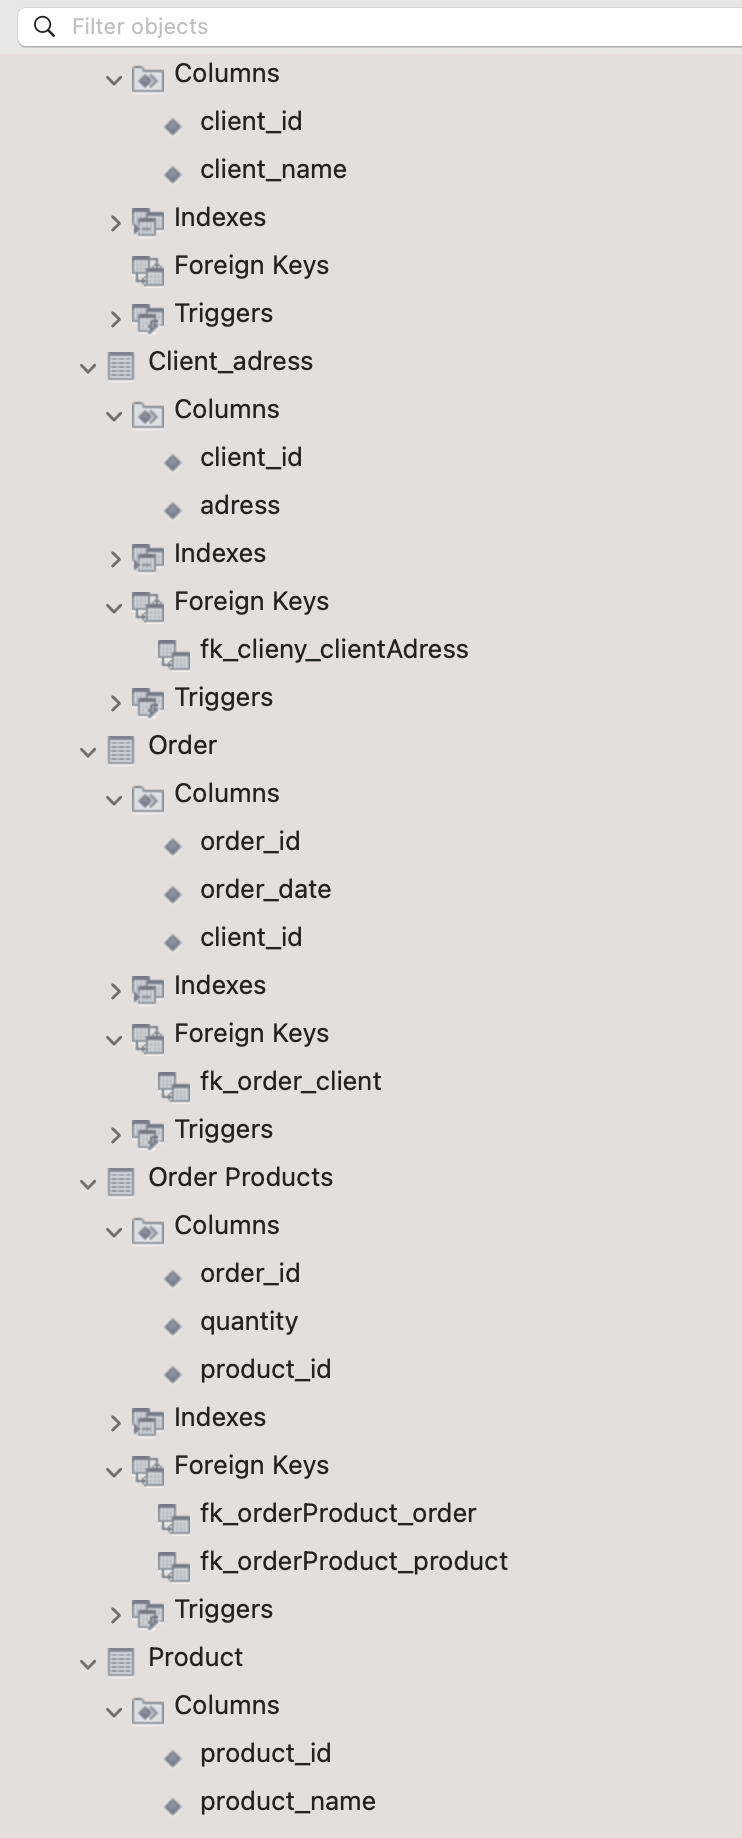 Filter objects
Columns
client_id
client_name
Indexes
Foreign Keys
Triggers
Client_adress
Columns
client_id
adress
Indexes
Foreign Keys
fk_clieny_clientAdress
Triggers
Order
Columns
order_id
order_date
client_id
Indexes
Foreign Keys
fk_order_client
Triggers
Order Products
Columns
order_id
quantity
product_id
Indexes
Foreign Keys
fk_orderProduct_order
fk_orderProduct_product
Triggers
Product
Columns
product_id
product_name